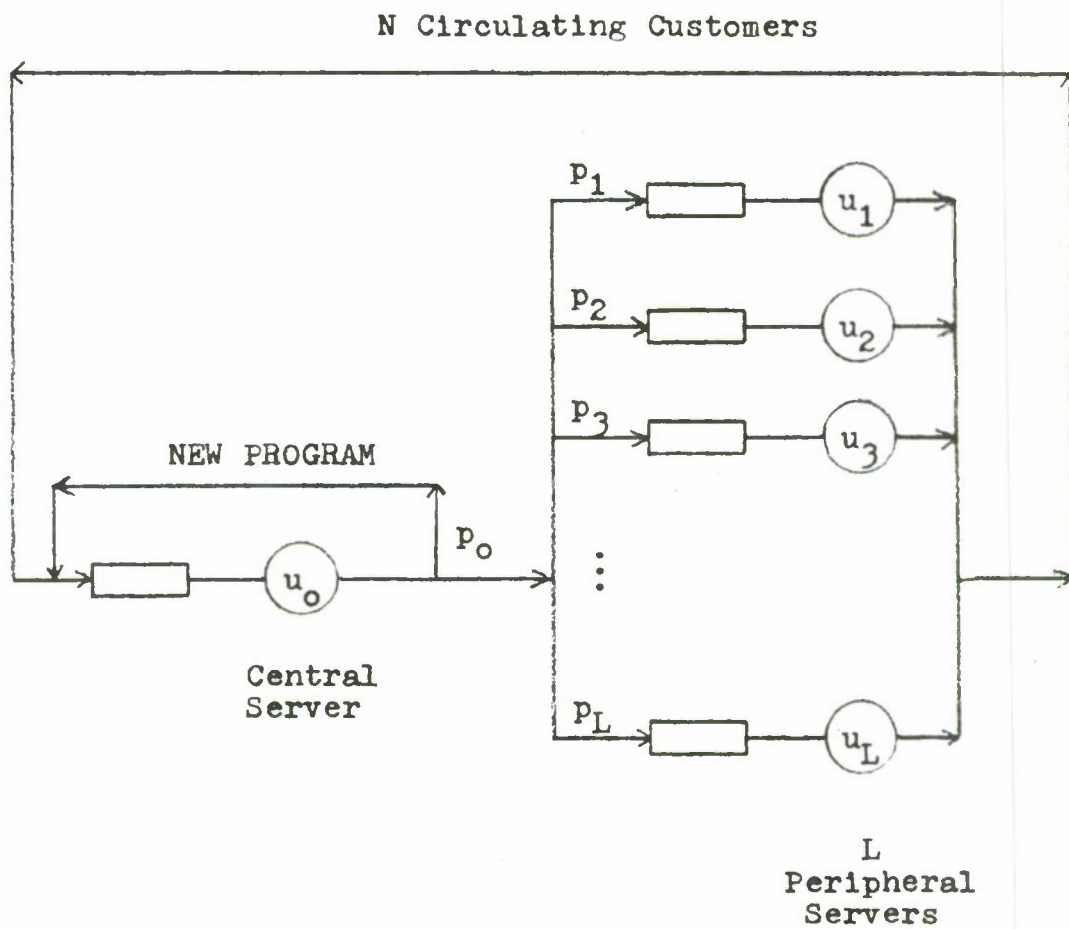 N Circulating Customers
p1
u1
p2
u2
p3
u3
NEW PROGRAM
po
uo
Central
Server
pL
uL
L
Peripheral
Servers